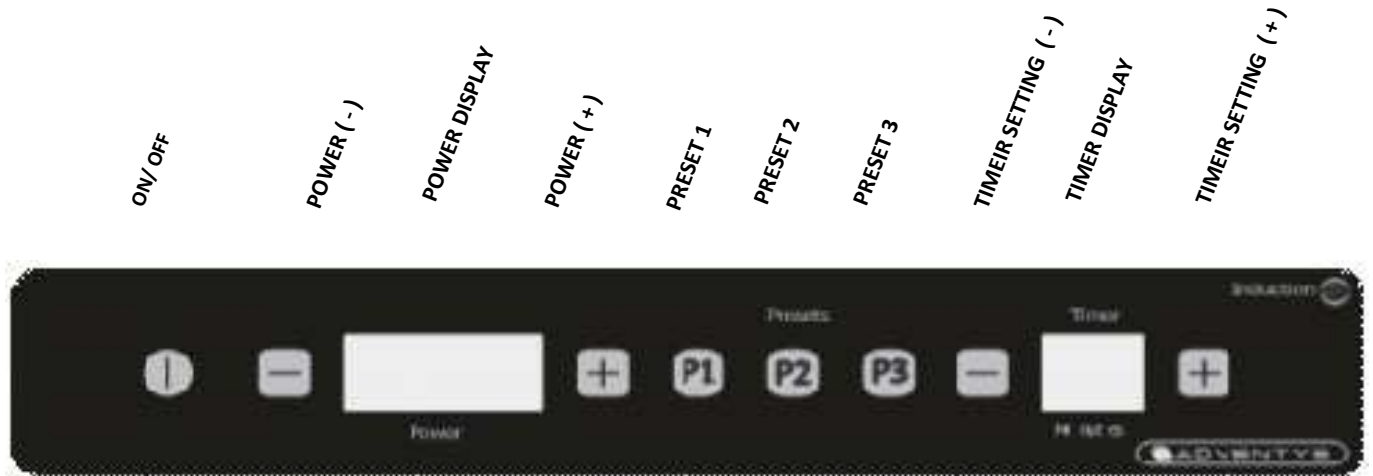 ON/ OFF
POWER ( - )
POWER DISPLAY
POWER ( + )
PRESET 1
PRESET 2
PRESET 3
TIMEIR SETTING ( - )
TIMER DISPLAY
TIMEIR SETTING ( + )
Induction
Presets
Timer
P1 P2 P3
Power
ADVENTYS